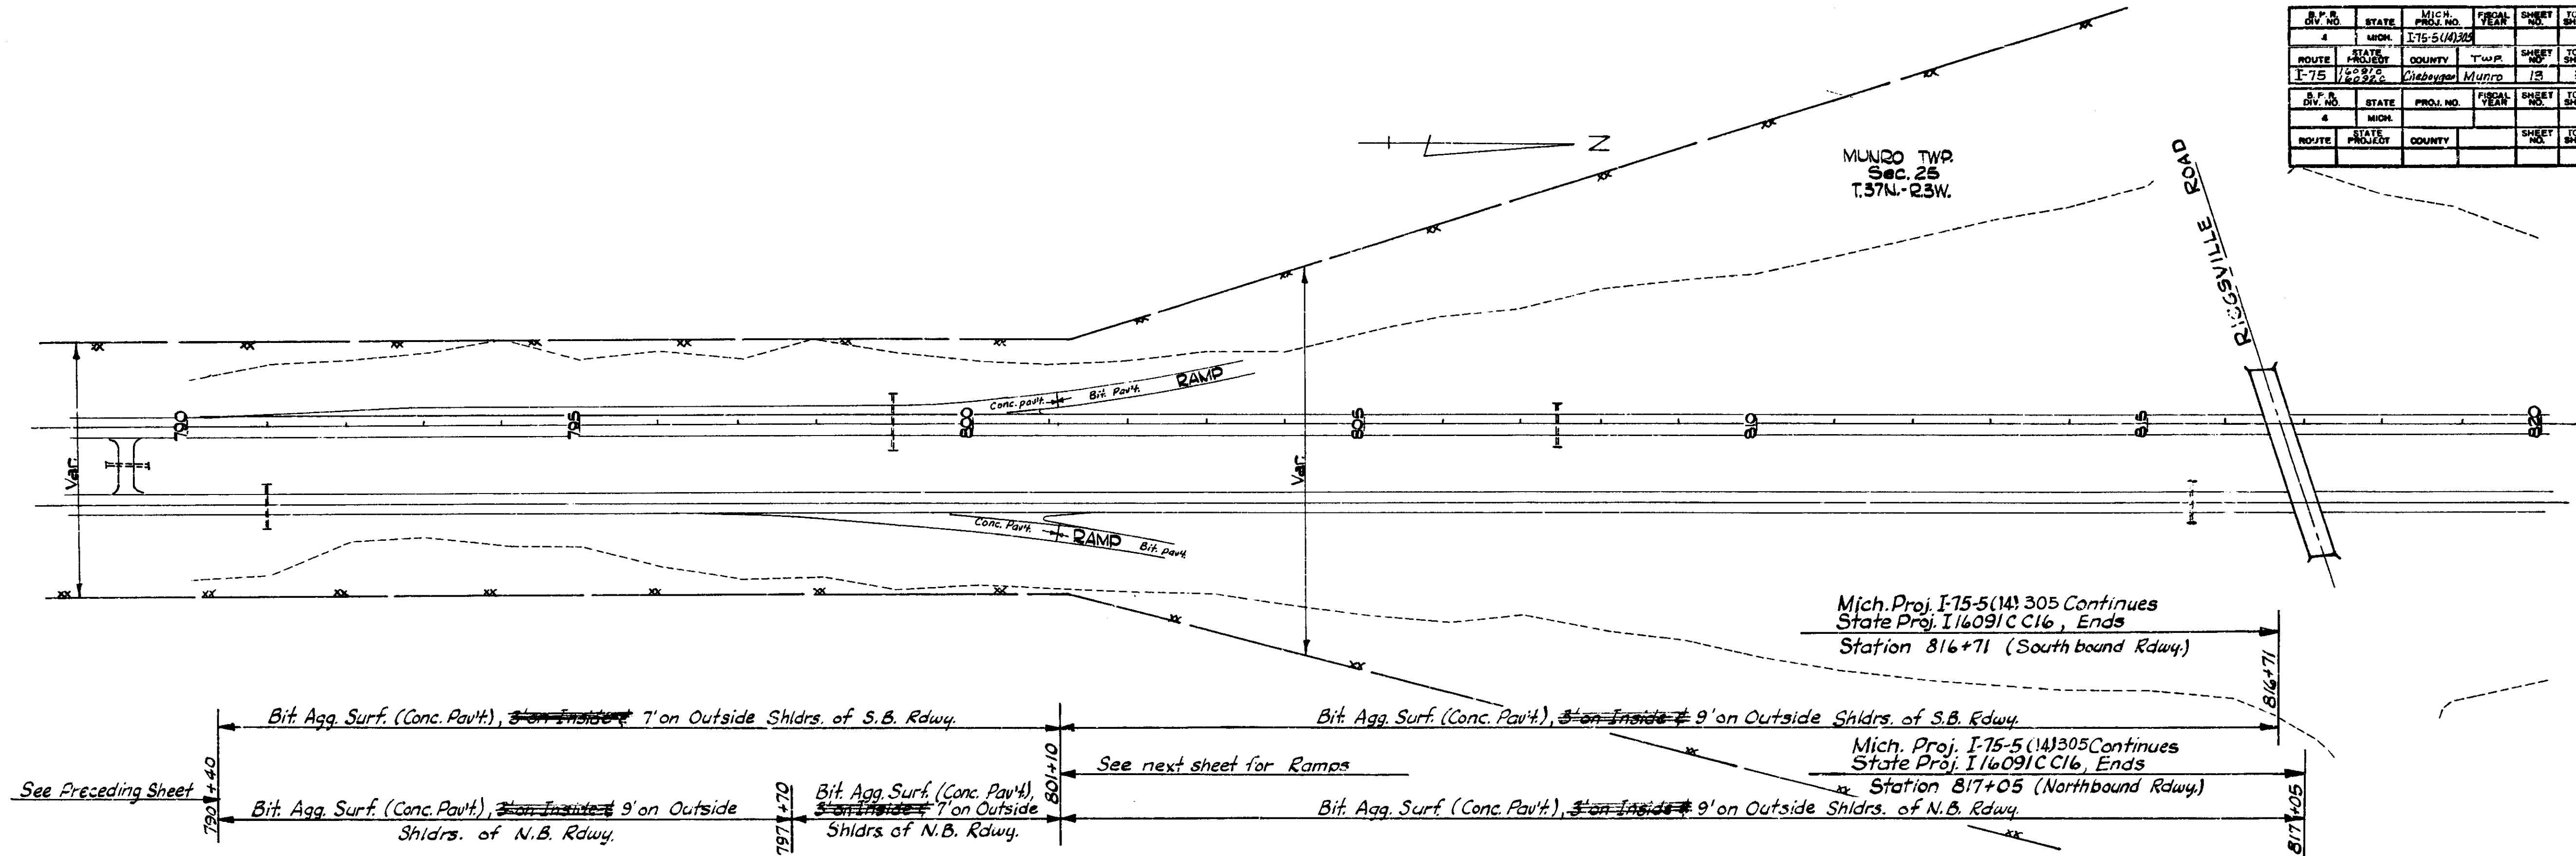 B.P.R. DIV. NO. STATE MICH. PROJ. NO. FISCAL YEAR SHEET NO.
4 MICH. I-75-5(14)305
ROUTE STATE PROJECT COUNTY TWP. SHEET NO.
I-75 16091C 16092C Cheboygan Munro 13
B.P.R. DIV. NO. STATE PROJ. NO. FISCAL YEAR SHEET NO.
4 MICH.
ROUTE STATE PROJECT COUNTY SHEET NO.
N
MUNRO TWP.
Sec. 25
T.37N.-R.3W.
RIGGSVILLE ROAD
Conc. pav't.
Bit. Pav't.
RAMP
790
795
800
805
810
815
820
Var.
Var.
Conc. Pav't.
RAMP
Bit. Pav't.
Mich. Proj. I-75-5(14) 305 Continues
State Proj. I 16091C C16, Ends
Station 816+71 (South bound Rdwy.)
816+71
Bit. Agg. Surf. (Conc. Pav't.), 3' on Inside & 7' on Outside Shldrs. of S.B. Rdwy.
Bit. Agg. Surf. (Conc. Pav't.), 3' on Inside & 9' on Outside Shldrs. of S.B. Rdwy.
Mich. Proj. I-75-5(14)305 Continues
State Proj. I 16091C C16, Ends
Station 817+05 (Northbound Rdwy.)
817+05
See Preceding Sheet
790+40
801+10
See next sheet for Ramps
Bit. Agg. Surf. (Conc. Pav't.), 3' on Inside & 9' on Outside
Shldrs. of N.B. Rdwy.
797+70
Bit. Agg. Surf. (Conc. Pav't.),
3' on Inside & 7' on Outside
Shldrs. of N.B. Rdwy.
Bit. Agg. Surf. (Conc. Pav't.), 3' on Inside & 9' on Outside Shldrs. of N.B. Rdwy.